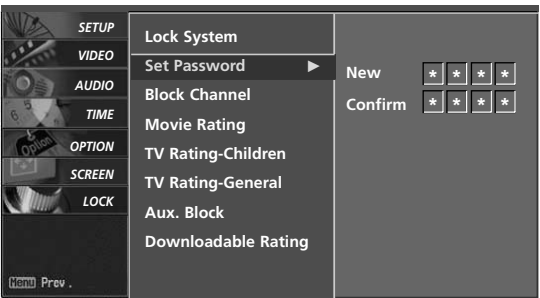 SETUP
VIDEO
AUDIO
TIME
OPTION
SCREEN
LOCK
Menu Prev.
Lock System
Set Password ►
Block Channel
Movie Rating
TV Rating-Children
TV Rating-General
Aux. Block
Downloadable Rating
New * * * *
Confirm * * * *